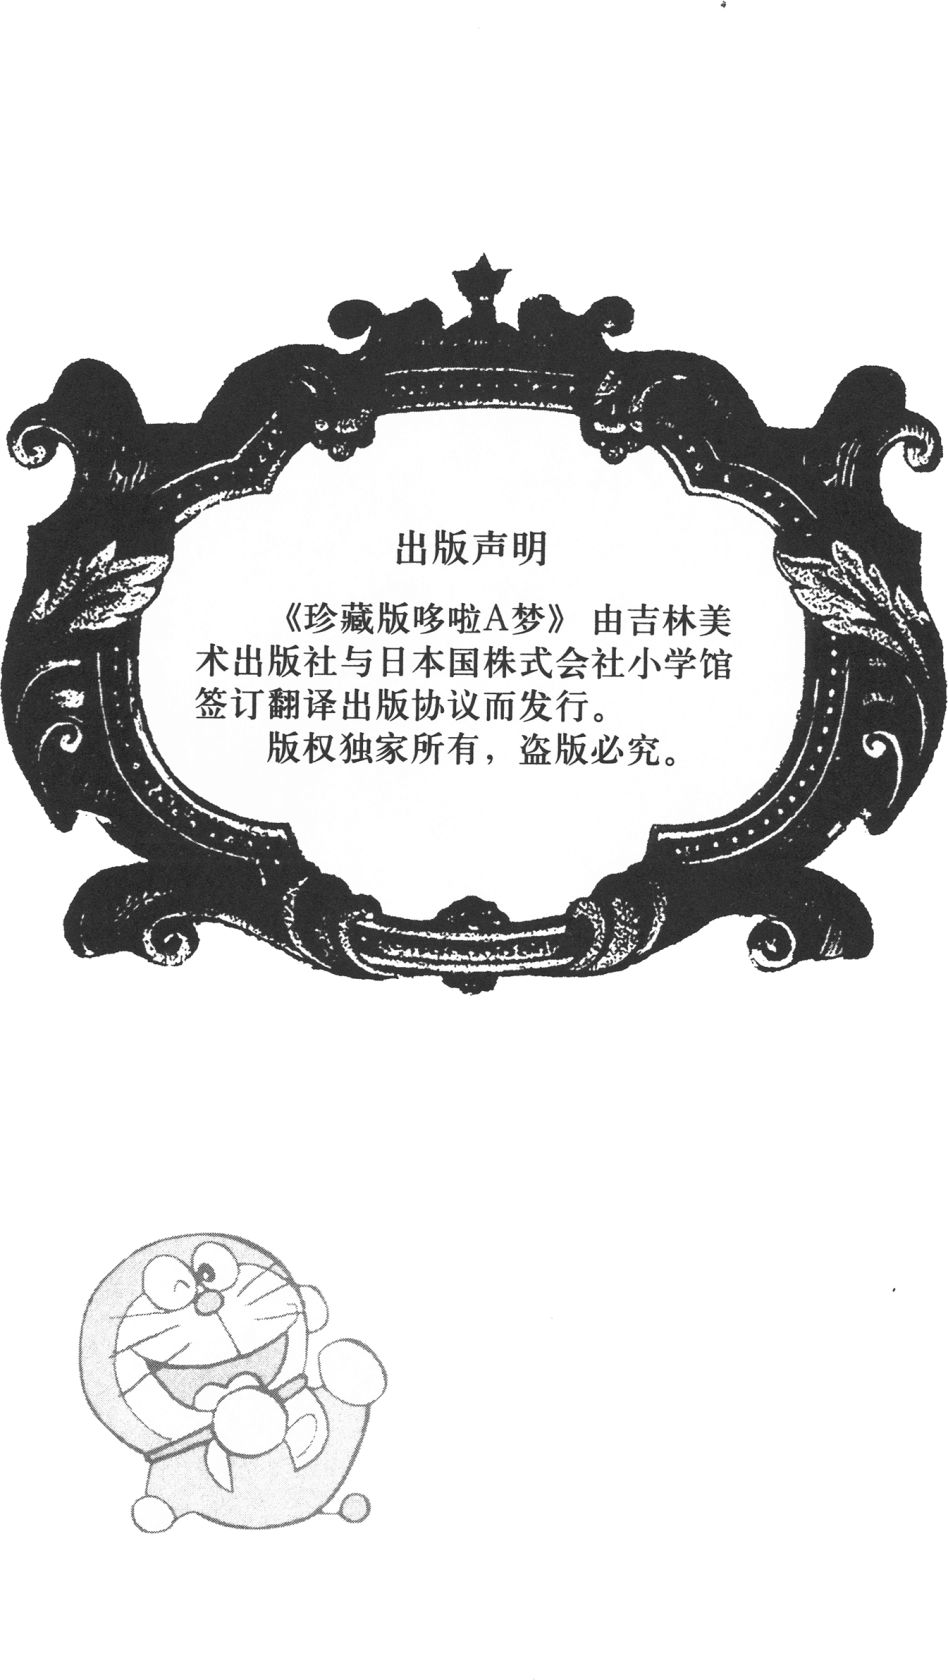 出版声明
《珍藏版哆啦A梦》由吉林美
术出版社与日本国株式会社小学馆
签订翻译出版协议而发行。
版权独家所有，盗版必究。